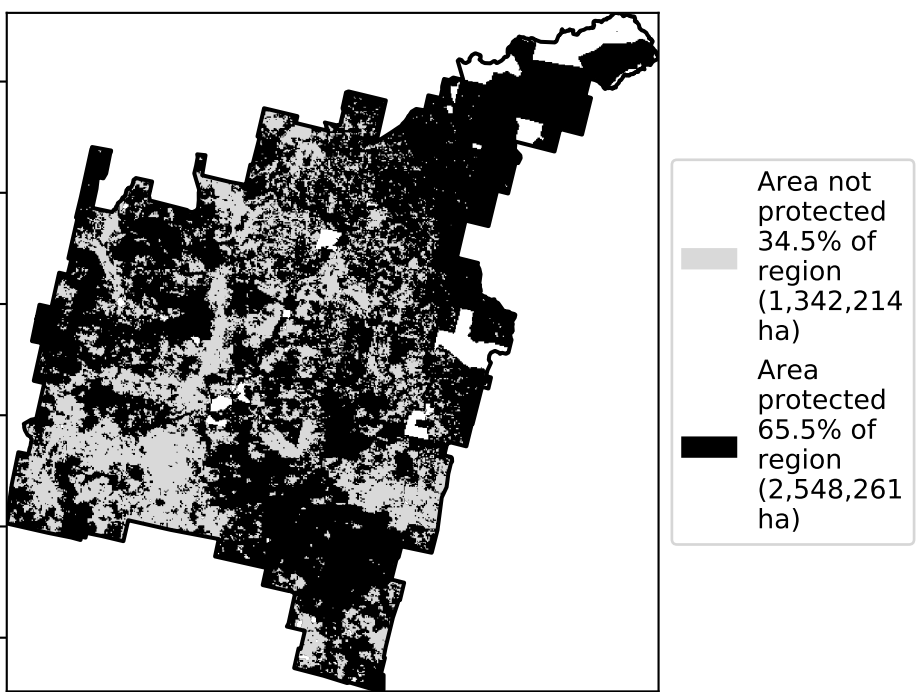 Area not
protected
34.5% of
region
(1,342,214
ha)
Area
protected
65.5% of
region
(2,548,261
ha)